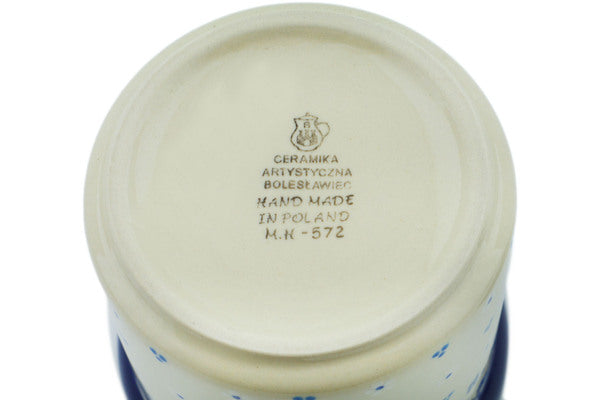 CERAMIKA
ARTYSTYCZNA
BOLESŁAWIEC
HAND MADE
IN POLAND
M.K-572